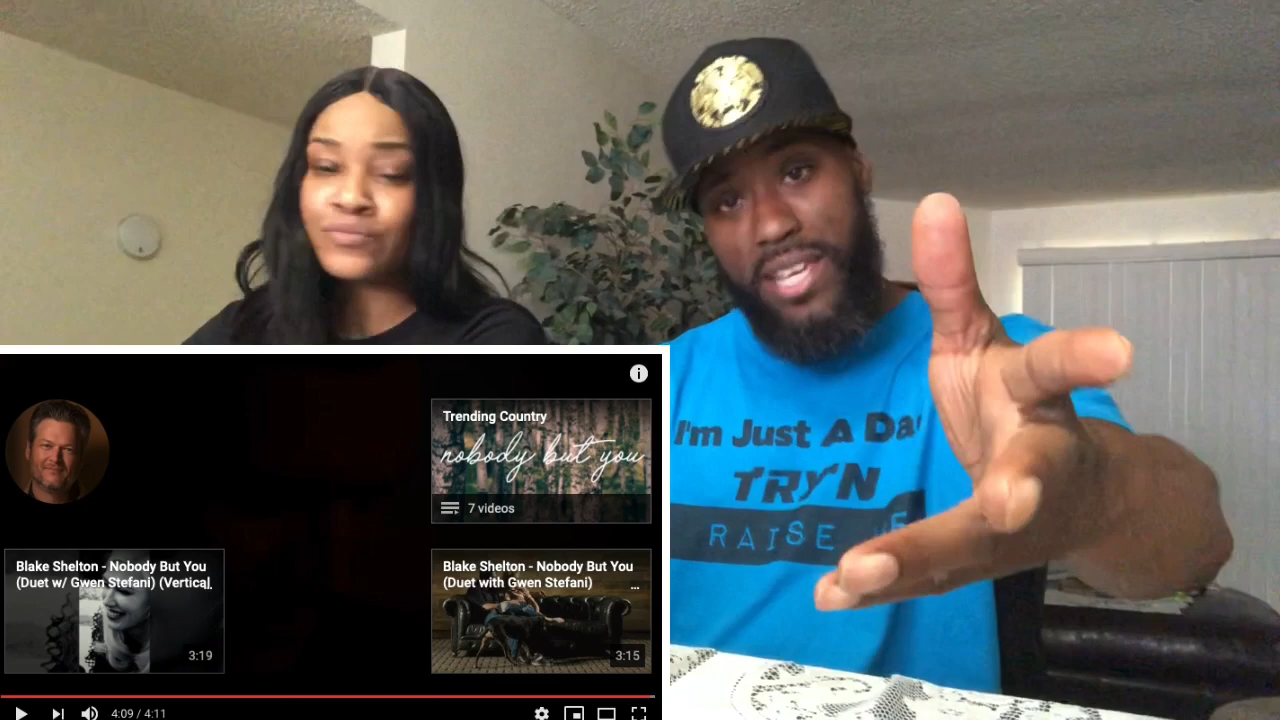 Trending Country
nobody but you
7 videos
Blake Shelton - Nobody But You
(Duet w/ Gwen Stefani) (Vertical
3:19
Blake Shelton - Nobody But You
(Duet with Gwen Stefani)
...
3:15
4:09 / 4:11
I'm Just A Da
TRY'N
RAISE